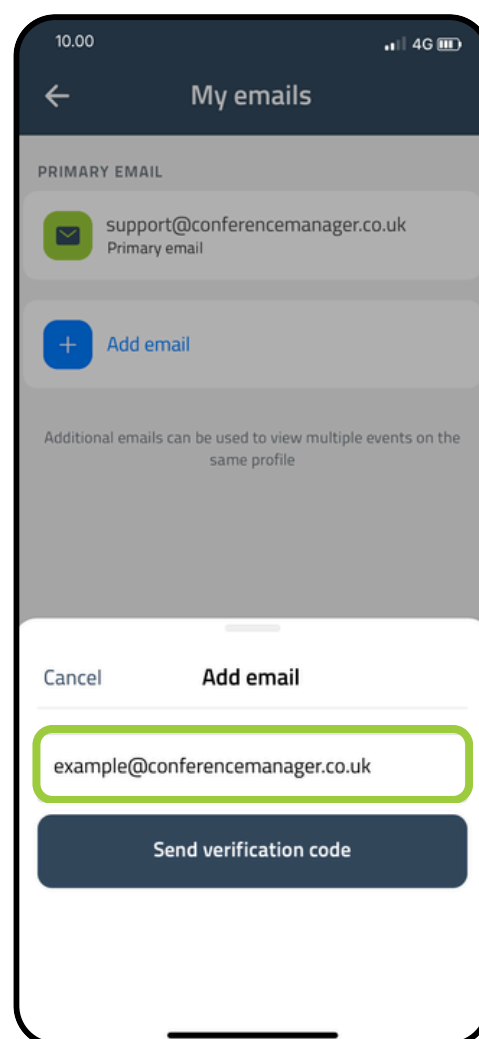 10.00 4G
My emails
PRIMARY EMAIL
support@conferencemanager.co.uk
Primary email
Add email
Additional emails can be used to view multiple events on the
same profile
Cancel Add email
example@conferencemanager.co.uk
Send verification code